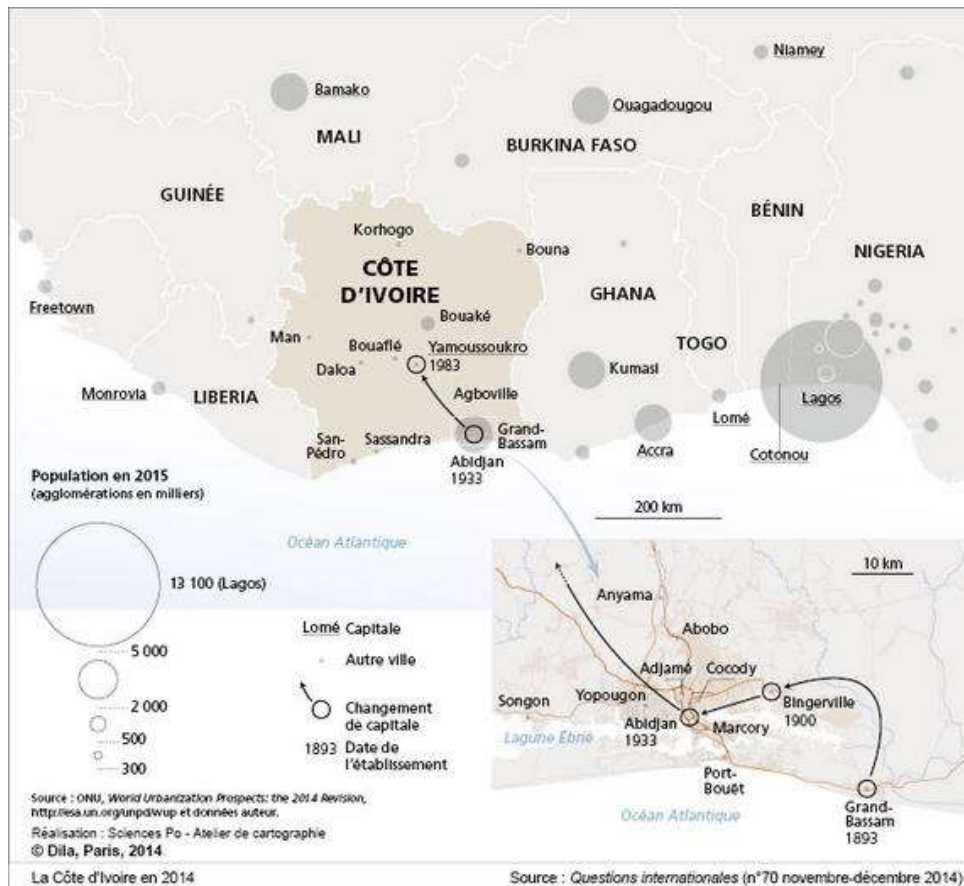 Niamey
Bamako
Ouagadougou
MALI
BURKINA FASO
GUINÉE
BÉNIN
Korhogo
Bouna
NIGERIA
CÔTE
D'IVOIRE
GHANA
Freetown
Bouaké
Man
Bouaflé
Yamoussoukro
1983
TOGO
Daloa
Kumasi
Monrovia
LIBERIA
Agboville
Lagos
Lomé
San-
Pédro
Sassandra
Grand-
Bassam
Abidjan
1933
Accra
Cotonou
Population en 2015
(agglomérations en milliers)
200 km
Océan Atlantique
13 100 (Lagos)
5 000
2 000
500
300
Lomé Capitale
Autre ville
Changement
de capitale
1893 Date de
l'établissement
10 km
Anyama
Abobo
Adjamé
Cocody
Songon
Yopougon
Bingerville
1900
Abidjan
1933
Marcory
Lagune Ébrié
Port-
Bouët
Océan Atlantique
Grand-
Bassam
1893
Source : ONU, World Urbanization Prospects: the 2014 Revision,
http://esa.un.org/unpd/wup et données auteur.
Réalisation : Sciences Po - Atelier de cartographie
© Dila, Paris, 2014
La Côte d'Ivoire en 2014
Source : Questions internationales (n°70 novembre-décembre 2014)